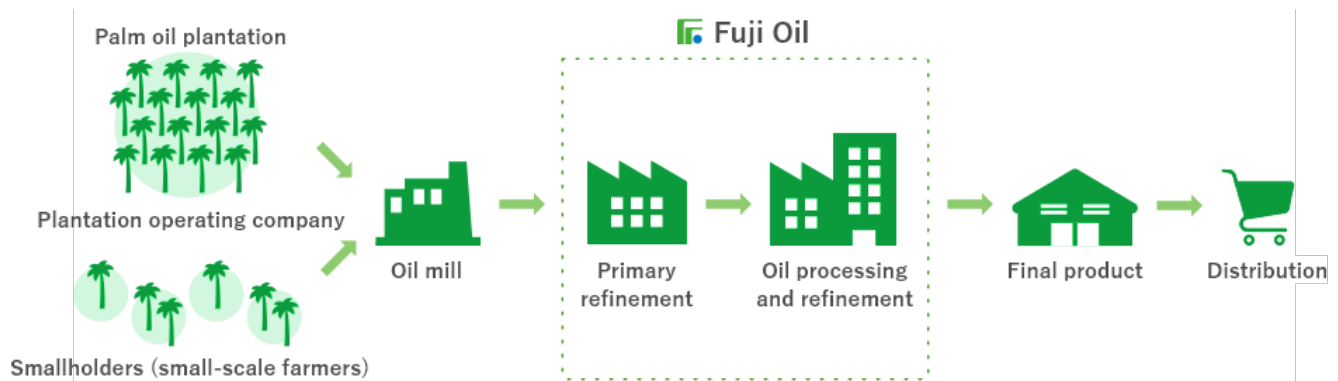 Palm oil plantation
Plantation operating company
Smallholders (small-scale farmers)
Oil mill
Fuji Oil
Primary
refinement
Oil processing
and refinement
Final product
Distribution